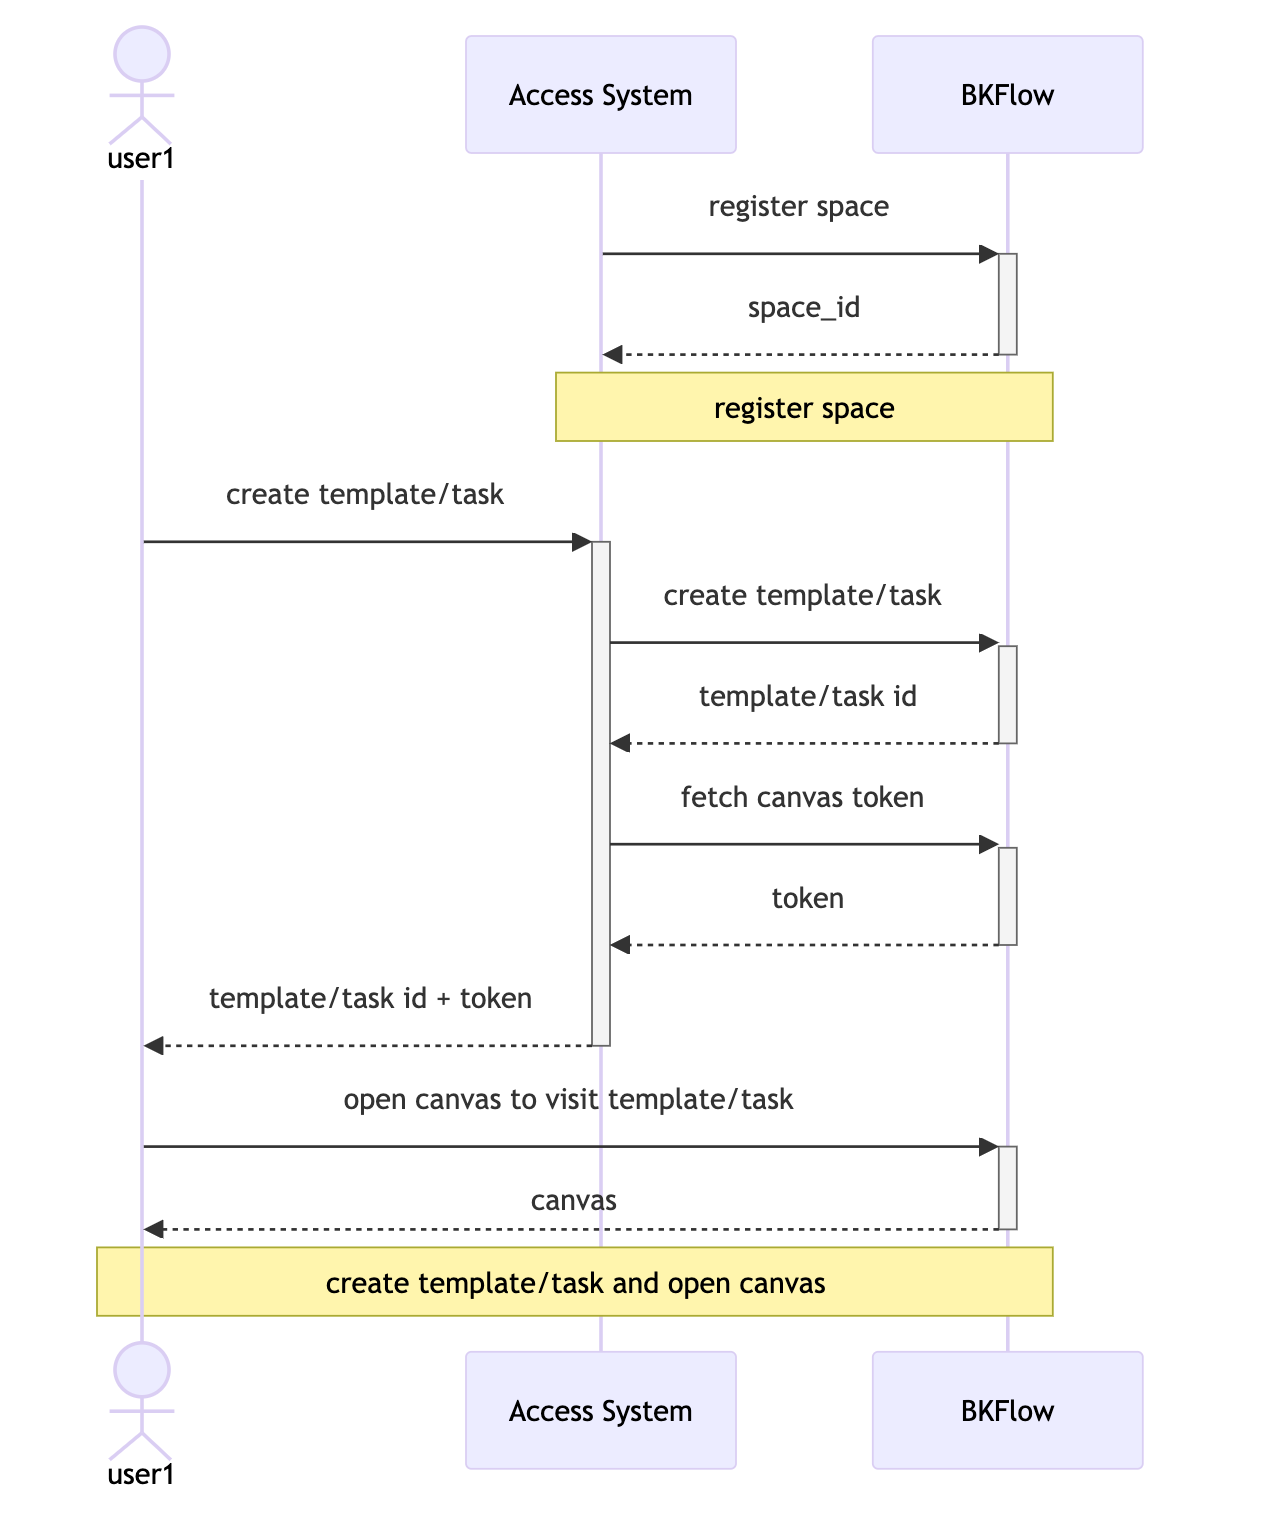 Access System
BKFlow
user1
register space
space_id
register space
create template/task
create template/task
template/task id
fetch canvas token
token
template/task id + token
open canvas to visit template/task
canvas
create template/task and open canvas
Access System
BKFlow
user1